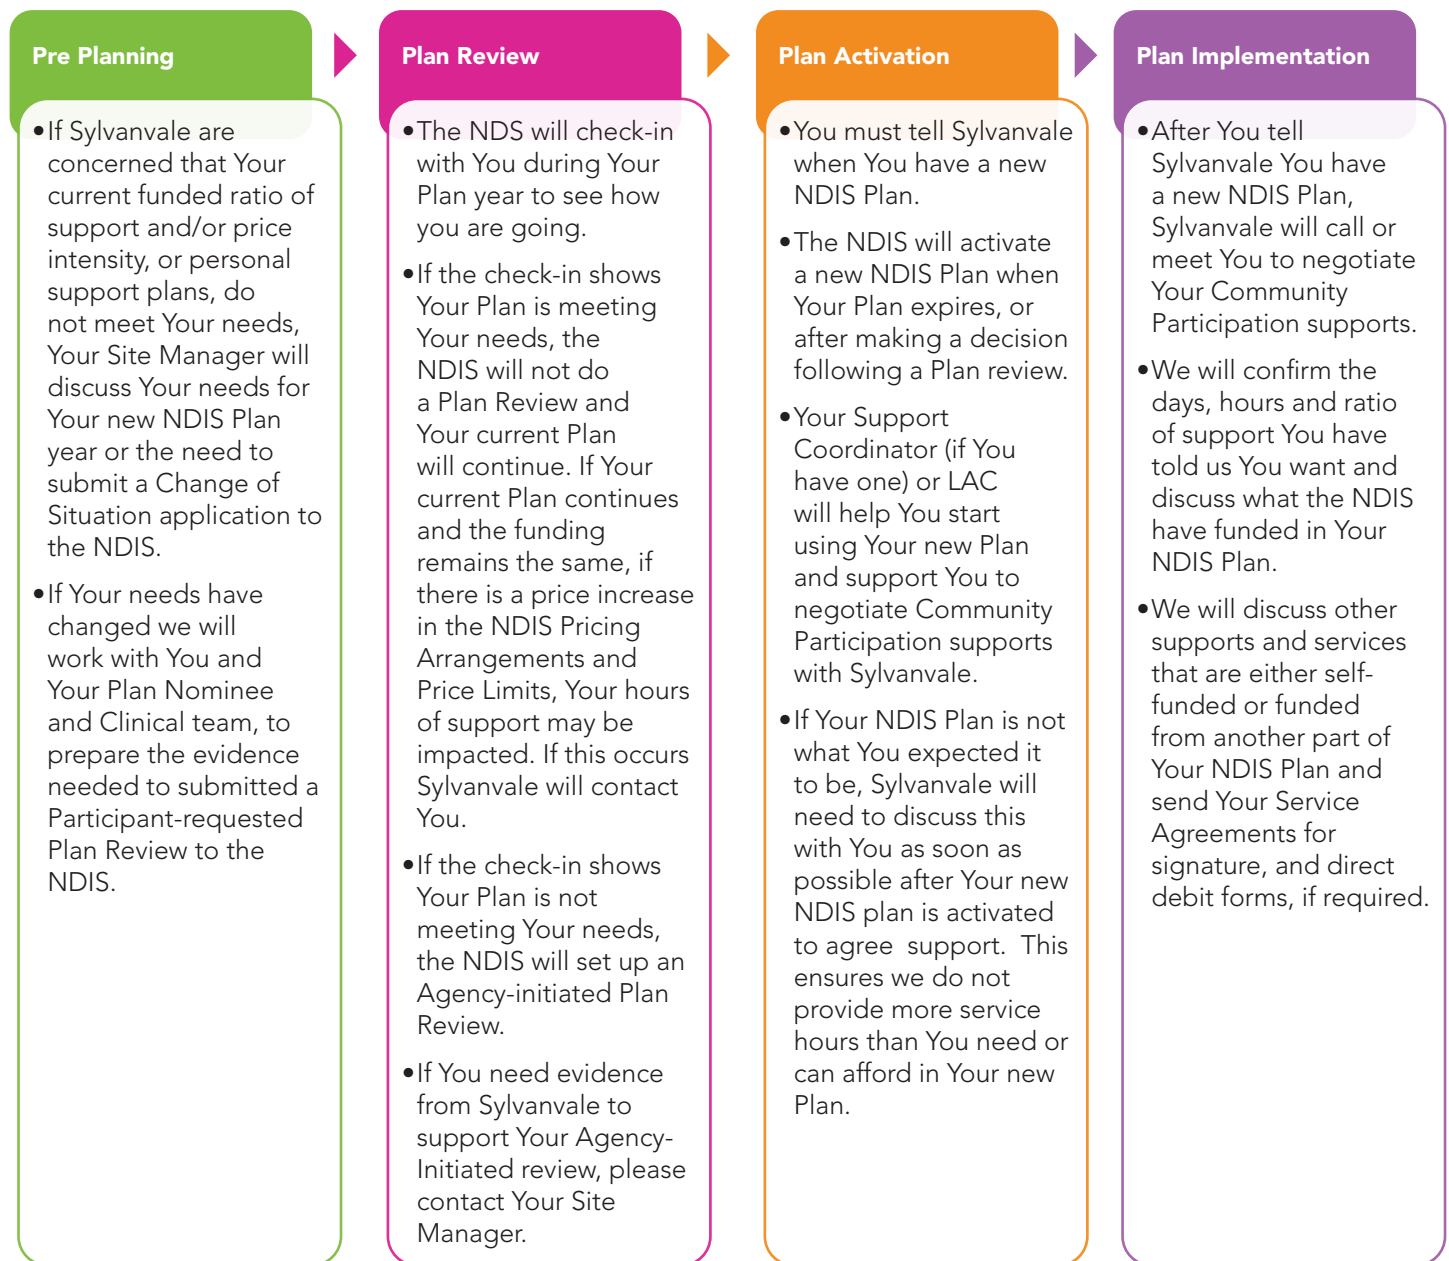 Pre Planning
•If Sylvanvale are
concerned that Your
current funded ratio of
support and/or price
intensity, or personal
support plans, do
not meet Your needs,
Your Site Manager will
discuss Your needs for
Your new NDIS Plan
year or the need to
submit a Change of
Situation application to
the NDIS.
•If Your needs have
changed we will
work with You and
Your Plan Nominee
and Clinical team, to
prepare the evidence
needed to submitted a
Participant-requested
Plan Review to the
NDIS.
Plan Review
•The NDS will check-in
with You during Your
Plan year to see how
you are going.
•If the check-in shows
Your Plan is meeting
Your needs, the
NDIS will not do
a Plan Review and
Your current Plan
will continue. If Your
current Plan continues
and the funding
remains the same, if
there is a price increase
in the NDIS Pricing
Arrangements and
Price Limits, Your hours
of support may be
impacted. If this occurs
Sylvanvale will contact
You.
•If the check-in shows
Your Plan is not
meeting Your needs,
the NDIS will set up an
Agency-initiated Plan
Review.
•If You need evidence
from Sylvanvale to
support Your Agency-
Initiated review, please
contact Your Site
Manager.
Plan Activation
•You must tell Sylvanvale
when You have a new
NDIS Plan.
•The NDIS will activate
a new NDIS Plan when
Your Plan expires, or
after making a decision
following a Plan review.
•Your Support
Coordinator (if You
have one) or LAC
will help You start
using Your new Plan
and support You to
negotiate Community
Participation supports
with Sylvanvale.
•If Your NDIS Plan is not
what You expected it
to be, Sylvanvale will
need to discuss this
with You as soon as
possible after Your new
NDIS plan is activated
to agree  support.  This
ensures we do not
provide more service
hours than You need or
can afford in Your new
Plan.
Plan Implementation
•After You tell
Sylvanvale You have
a new NDIS Plan,
Sylvanvale will call or
meet You to negotiate
Your Community
Participation supports.
•We will confirm the
days, hours and ratio
of support You have
told us You want and
discuss what the NDIS
have funded in Your
NDIS Plan.
•We will discuss other
supports and services
that are either self-
funded or funded
from another part of
Your NDIS Plan and
send Your Service
Agreements for
signature, and direct
debit forms, if required.